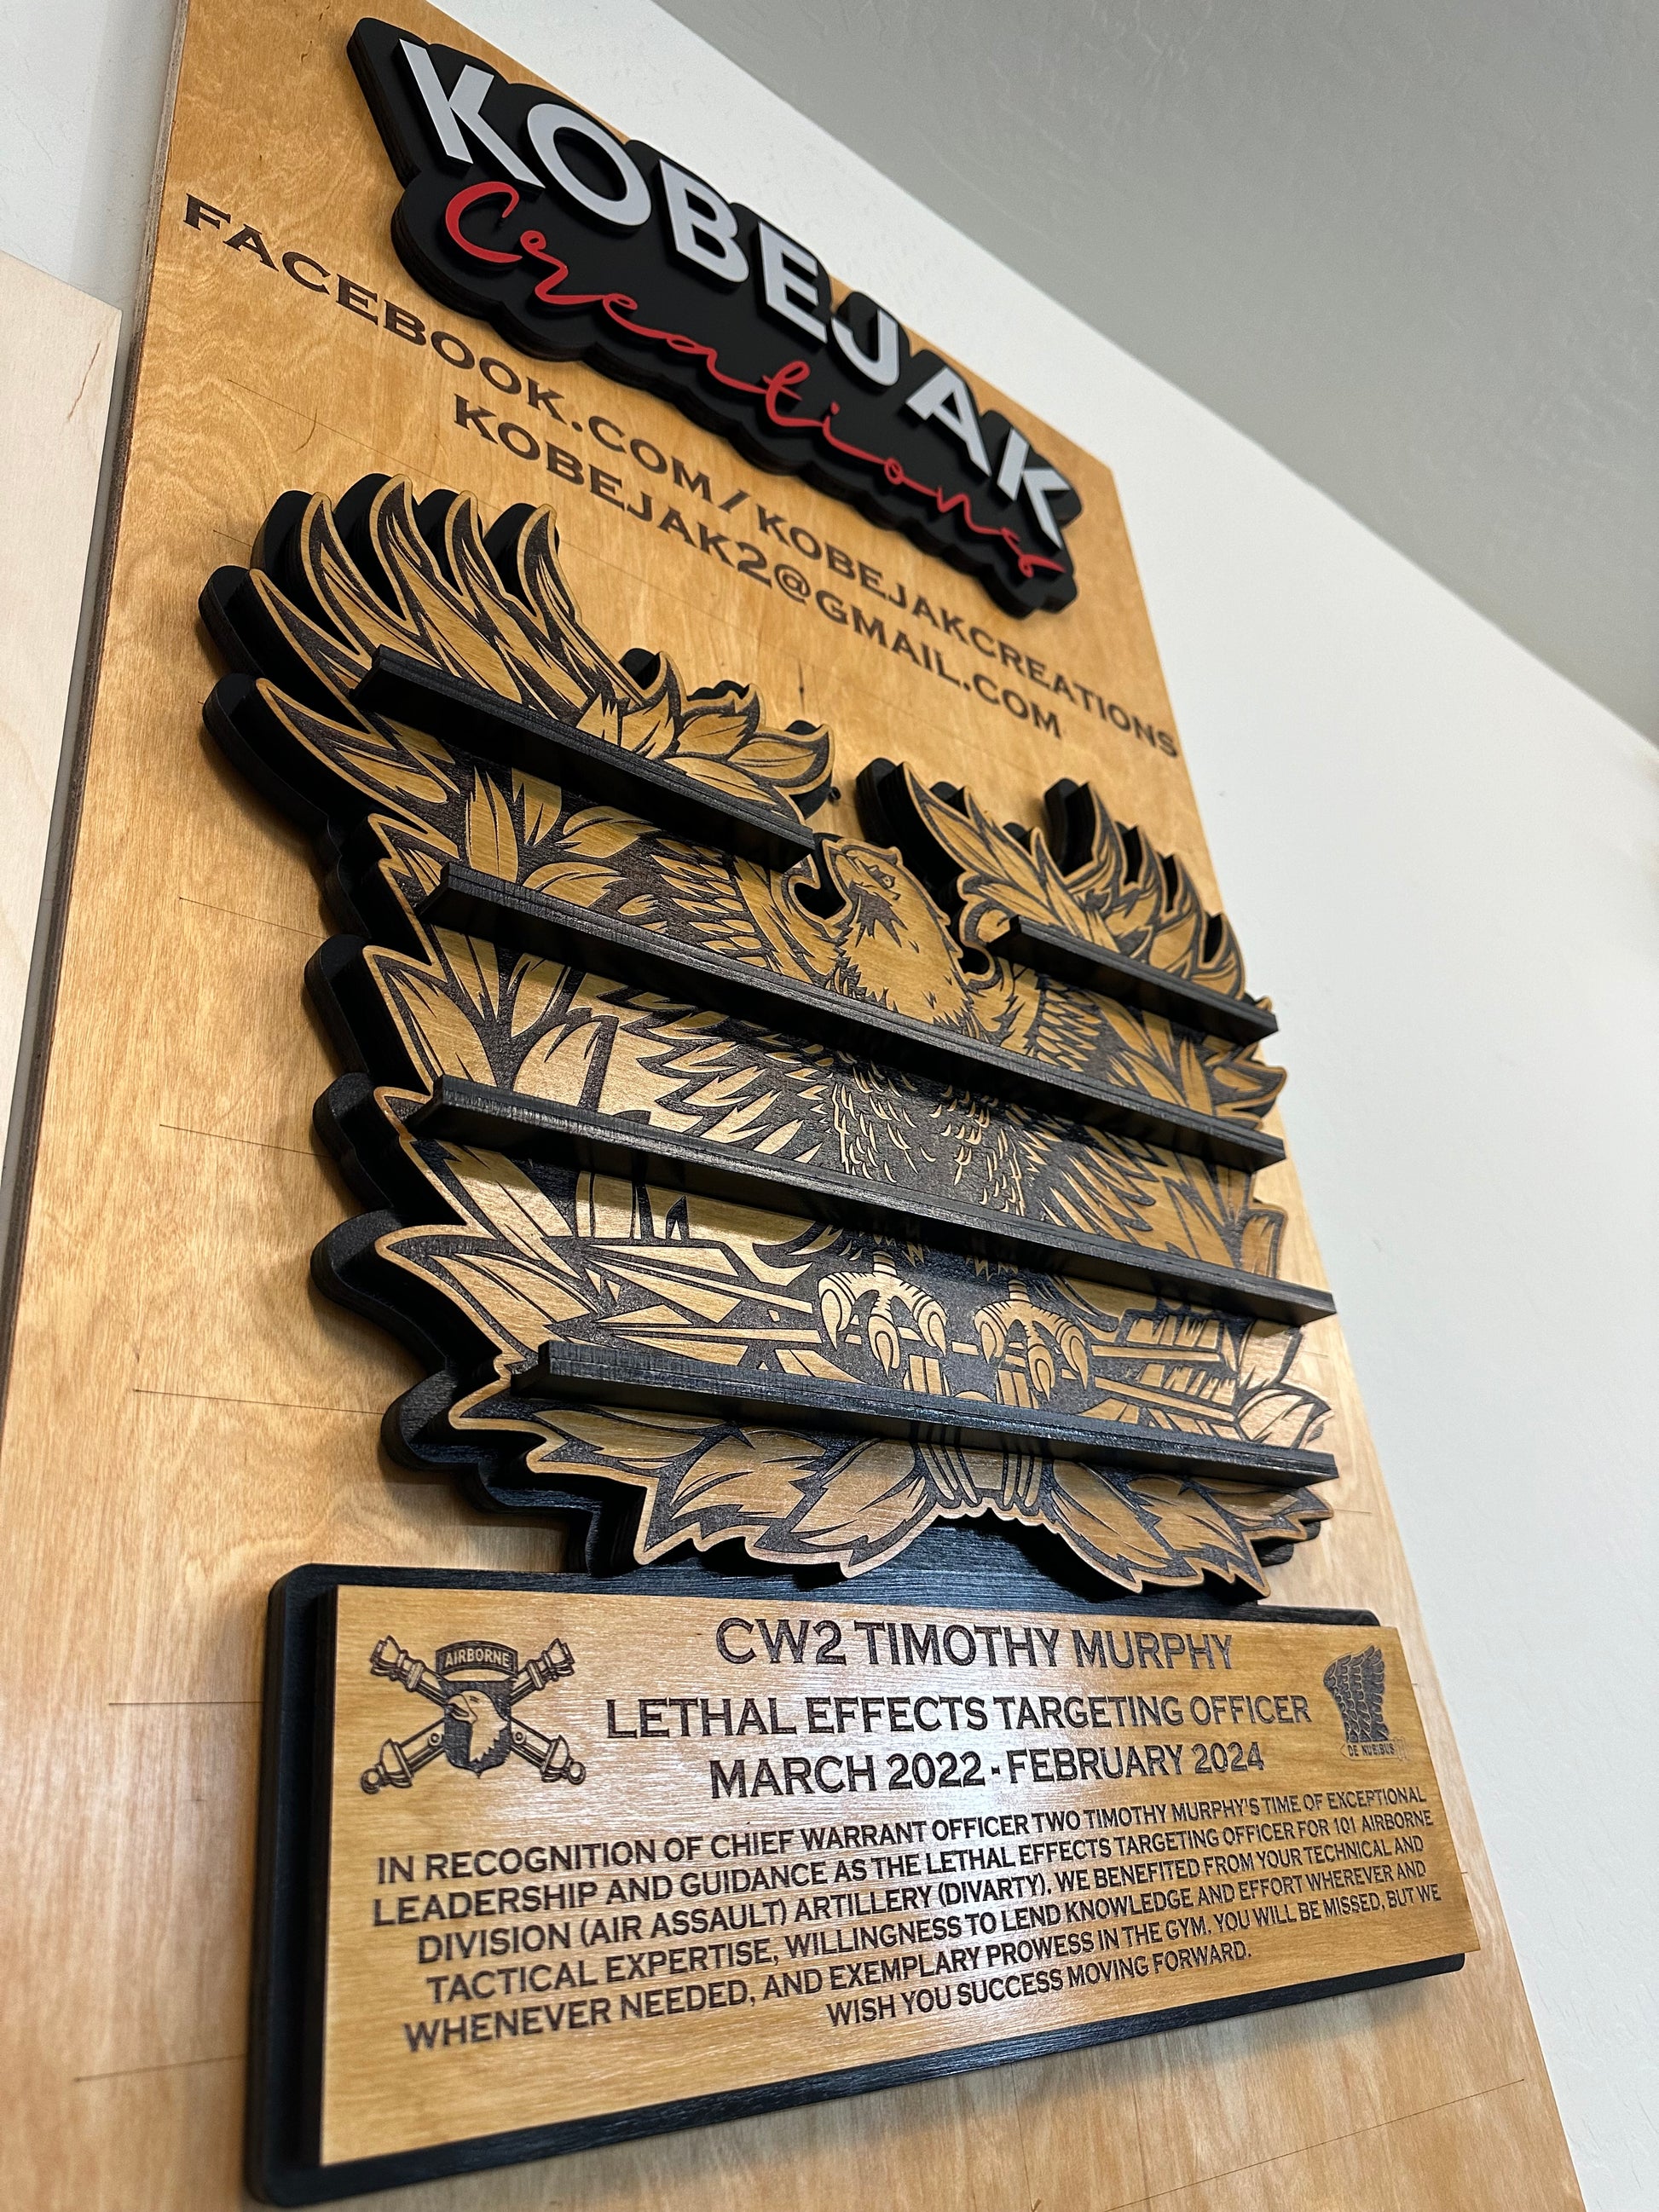 KOBEJAK
Creations
FACEBOOK.COM/KOBEJAKCREATIONS
KOBEJAK2@GMAIL.COM
AIRBORNE
CW2 TIMOTHY MURPHY
LETHAL EFFECTS TARGETING OFFICER
MARCH 2022 - FEBRUARY 2024
DE NUBIBUS
IN RECOGNITION OF CHIEF WARRANT OFFICER TWO TIMOTHY MURPHY'S TIME OF EXCEPTIONAL
LEADERSHIP AND GUIDANCE AS THE LETHAL EFFECTS TARGETING OFFICER FOR 101 AIRBORNE
DIVISION (AIR ASSAULT) ARTILLERY (DIVARTY). WE BENEFITED FROM YOUR TECHNICAL AND
TACTICAL EXPERTISE, WILLINGNESS TO LEND KNOWLEDGE AND EFFORT WHEREVER AND
WHENEVER NEEDED, AND EXEMPLARY PROWESS IN THE GYM. YOU WILL BE MISSED, BUT WE
WISH YOU SUCCESS MOVING FORWARD.